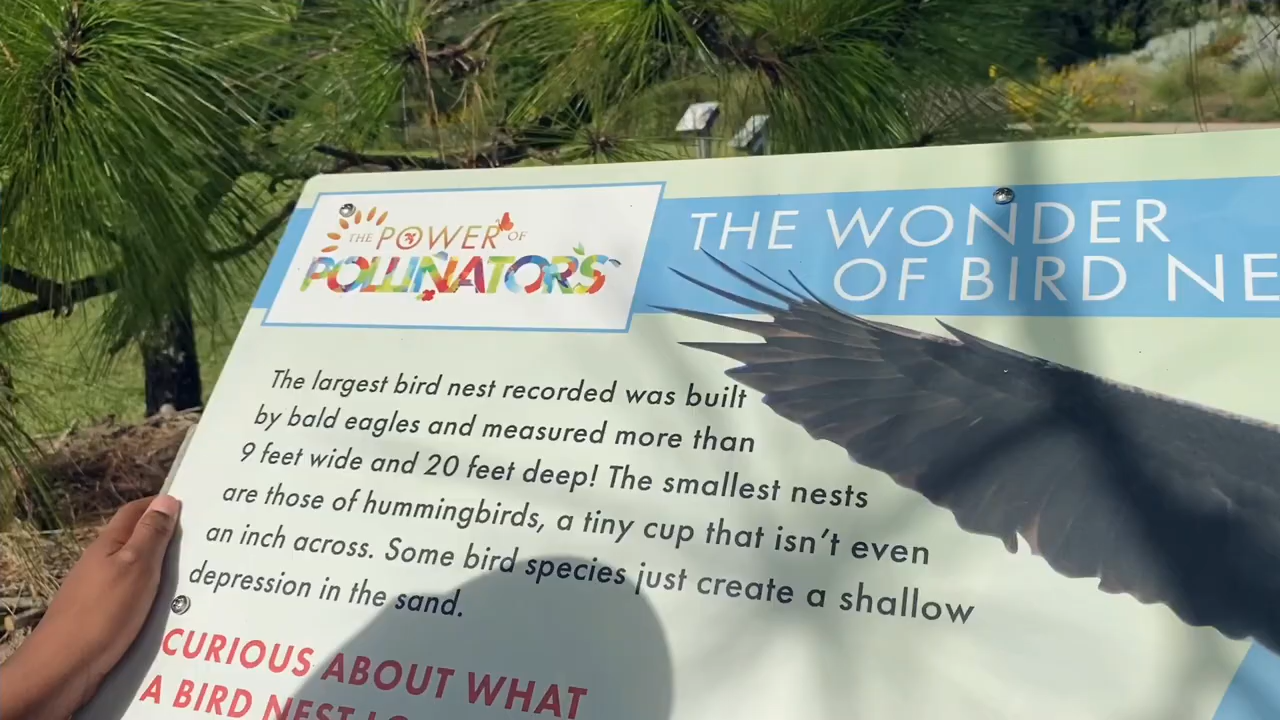 THE POWER OF
POLLINATORS
THE WONDER
OF BIRD NE
The largest bird nest recorded was built
by bald eagles and measured more than
9 feet wide and 20 feet deep! The smallest nests
are those of hummingbirds, a tiny cup that isn't even
an inch across. Some bird species just create a shallow
depression in the sand.
CURIOUS ABOUT WHAT
A BIRD NEST LO